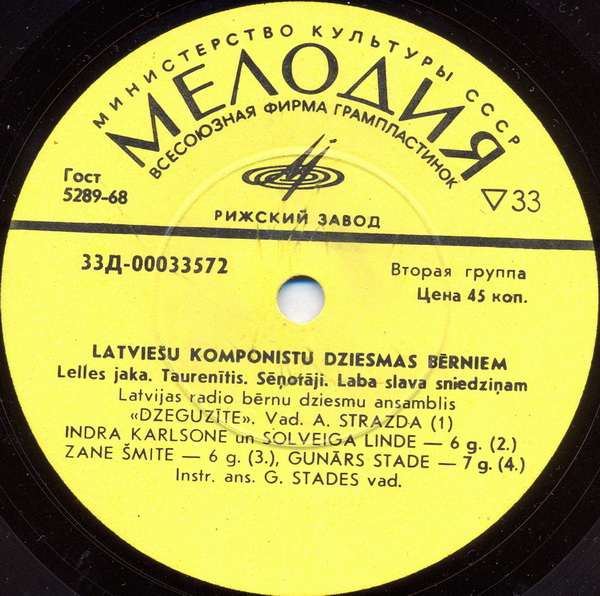 МИНИСТЕРСТВО КУЛЬТУРЫ СССР
МЕЛОДИЯ
ВСЕСОЮЗНАЯ ФИРМА ГРАМПЛАСТИНОК
Гост
5289-68
▽33
РИЖСКИЙ ЗАВОД
33Д-00033572
Вторая группа
Цена 45 коп.
LATVIEŠU KOMPONISTU DZIESMAS BĒRNIEM
Lelles jaka. Taurenītis. Sēņotāji. Laba slava sniedziņam
Latvijas radio bērnu dziesmu ansamblis
«DZEGUZĪTE». Vad. A. STRAZDA (1)
INDRA KARLSONE un SOLVEIGA LINDE — 6 g. (2.)
ZANE ŠMITE — 6 g. (3.), GUNĀRS STADE — 7 g. (4.)
Instr. ans. G. STADES vad.